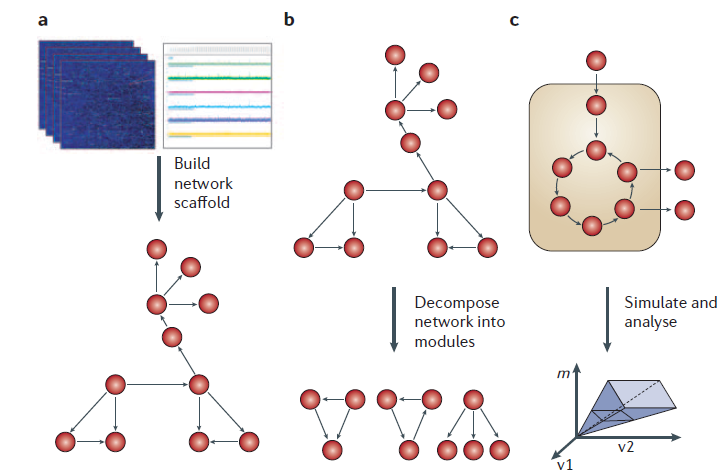 a
b
c
Build
network
scaffold
Decompose
network into
modules
Simulate and
analyse
m
v2
v1